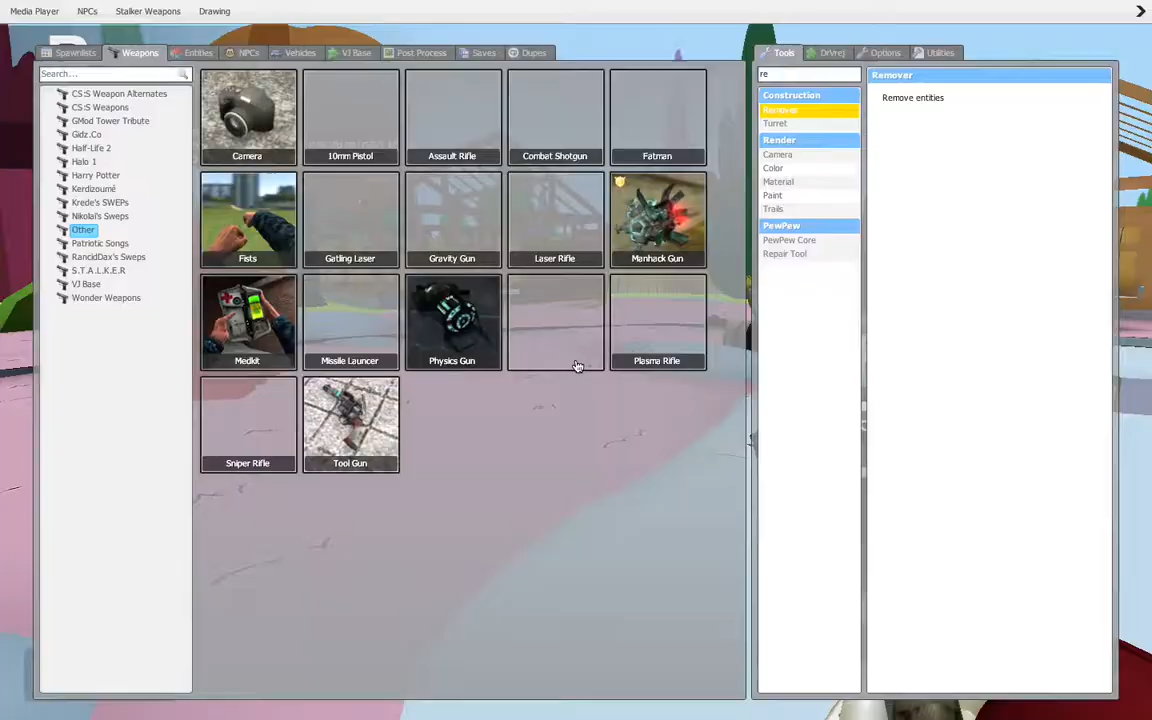 Media Player NPCs Stalker Weapons Drawing
Spawnlists Weapons Entities NPCs Vehicles VJ Base Post Process Saves Dupes
Search...
CS:S Weapon Alternates
CS:S Weapons
GMod Tower Tribute
Gidz.Co
Half-Life 2
Halo 1
Harry Potter
Kerdizoumé
Krede's SWEPs
Nikolai's Sweps
Other
Patriotic Songs
RancidDax's Sweps
S.T.A.L.K.E.R
VJ Base
Wonder Weapons
Camera 10mm Pistol Assault Rifle Combat Shotgun Fatman
Fists Gatling Laser Gravity Gun Laser Rifle Manhack Gun
Medkit Missile Launcer Physics Gun Plasma Rifle
Sniper Rifle Tool Gun
Tools DrVrej Options Utilities
re
Construction
Remover
Turret
Render
Camera
Color
Material
Paint
Trails
PewPew
PewPew Core
Repair Tool
Remover
Remove entities